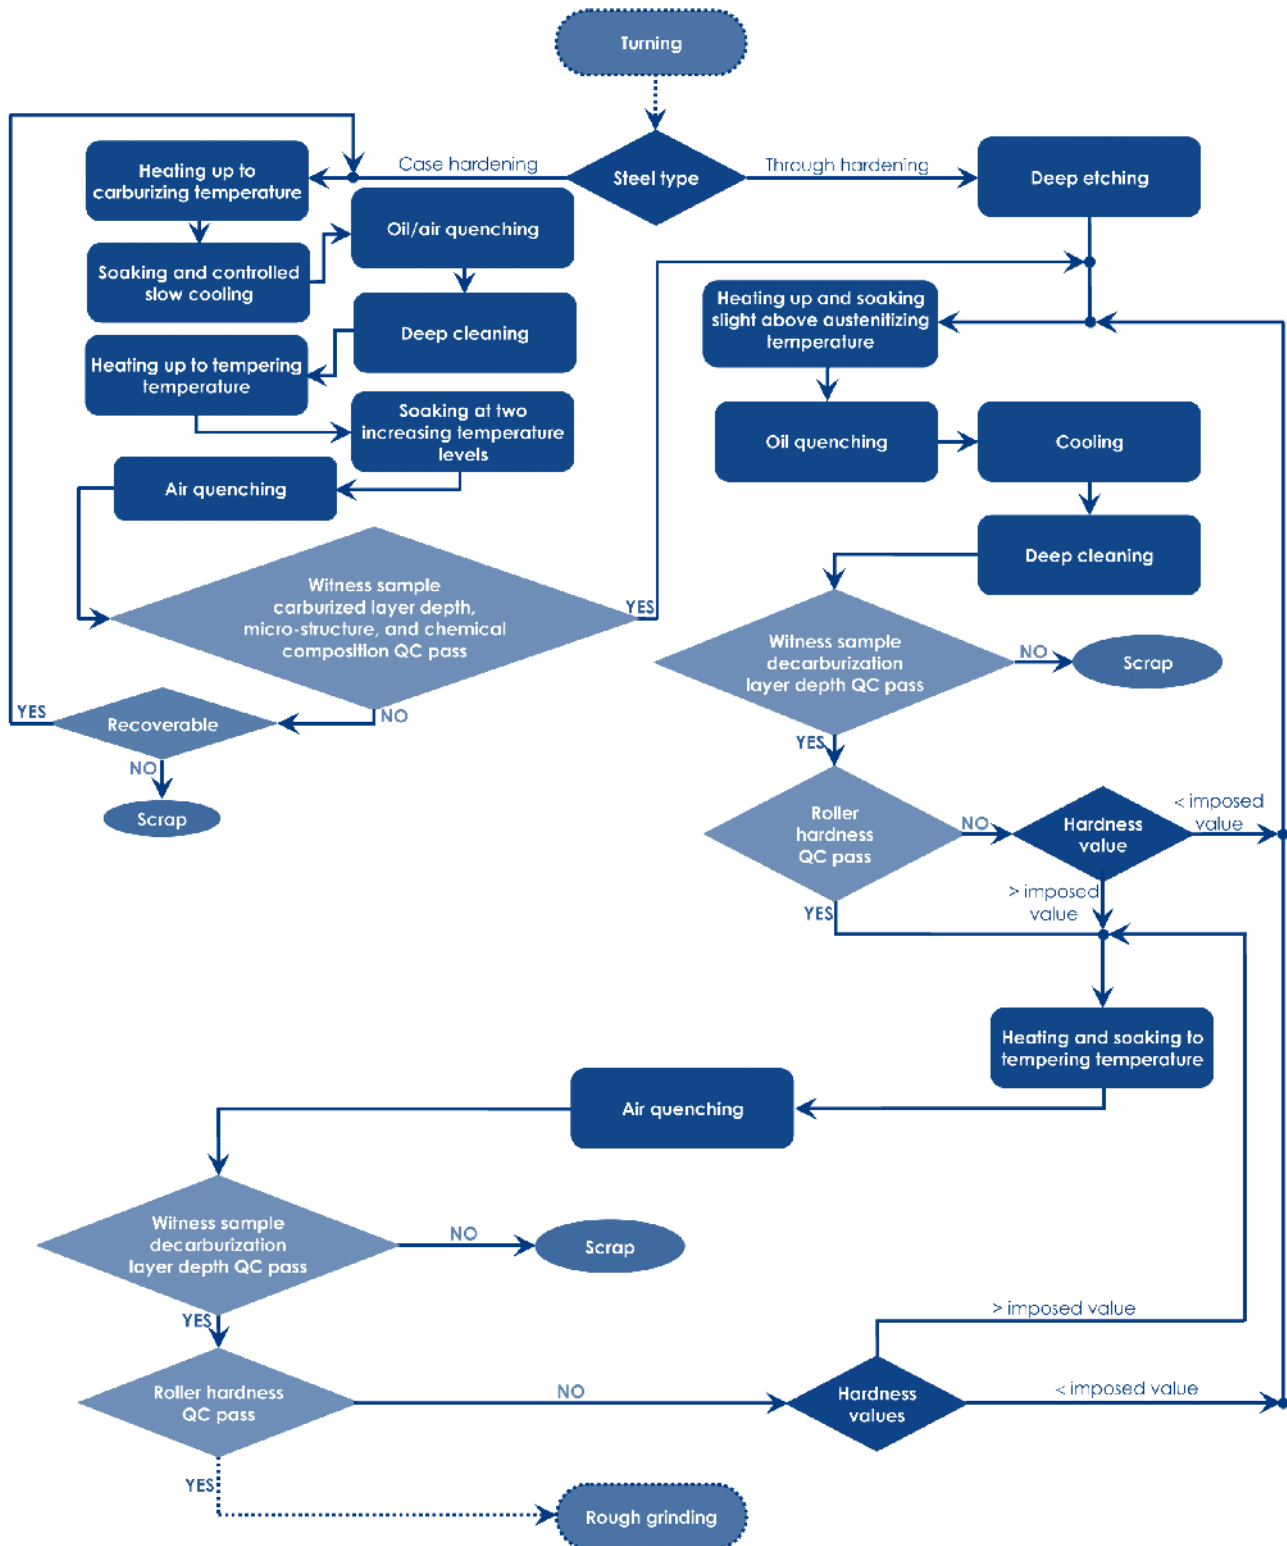 Turning
Steel type
Case hardening
Through hardening
Heating up to
carburizing temperature
Soaking and controlled
slow cooling
Oil/air quenching
Deep cleaning
Heating up to tempering
temperature
Soaking at two
increasing temperature
levels
Air quenching
Witness sample
carburized layer depth,
micro-structure, and chemical
composition QC pass
YES
NO
Recoverable
YES
NO
Scrap
Deep etching
Heating up and soaking
slight above austenitizing
temperature
Oil quenching
Cooling
Deep cleaning
Witness sample
decarburization
layer depth QC pass
NO
Scrap
YES
Roller
hardness
QC pass
NO
Hardness
value
< imposed
value
> imposed
value
YES
Heating and soaking to
tempering temperature
Air quenching
Witness sample
decarburization
layer depth QC pass
NO
Scrap
YES
Roller hardness
QC pass
NO
Hardness
values
> imposed value
< imposed value
YES
Rough grinding